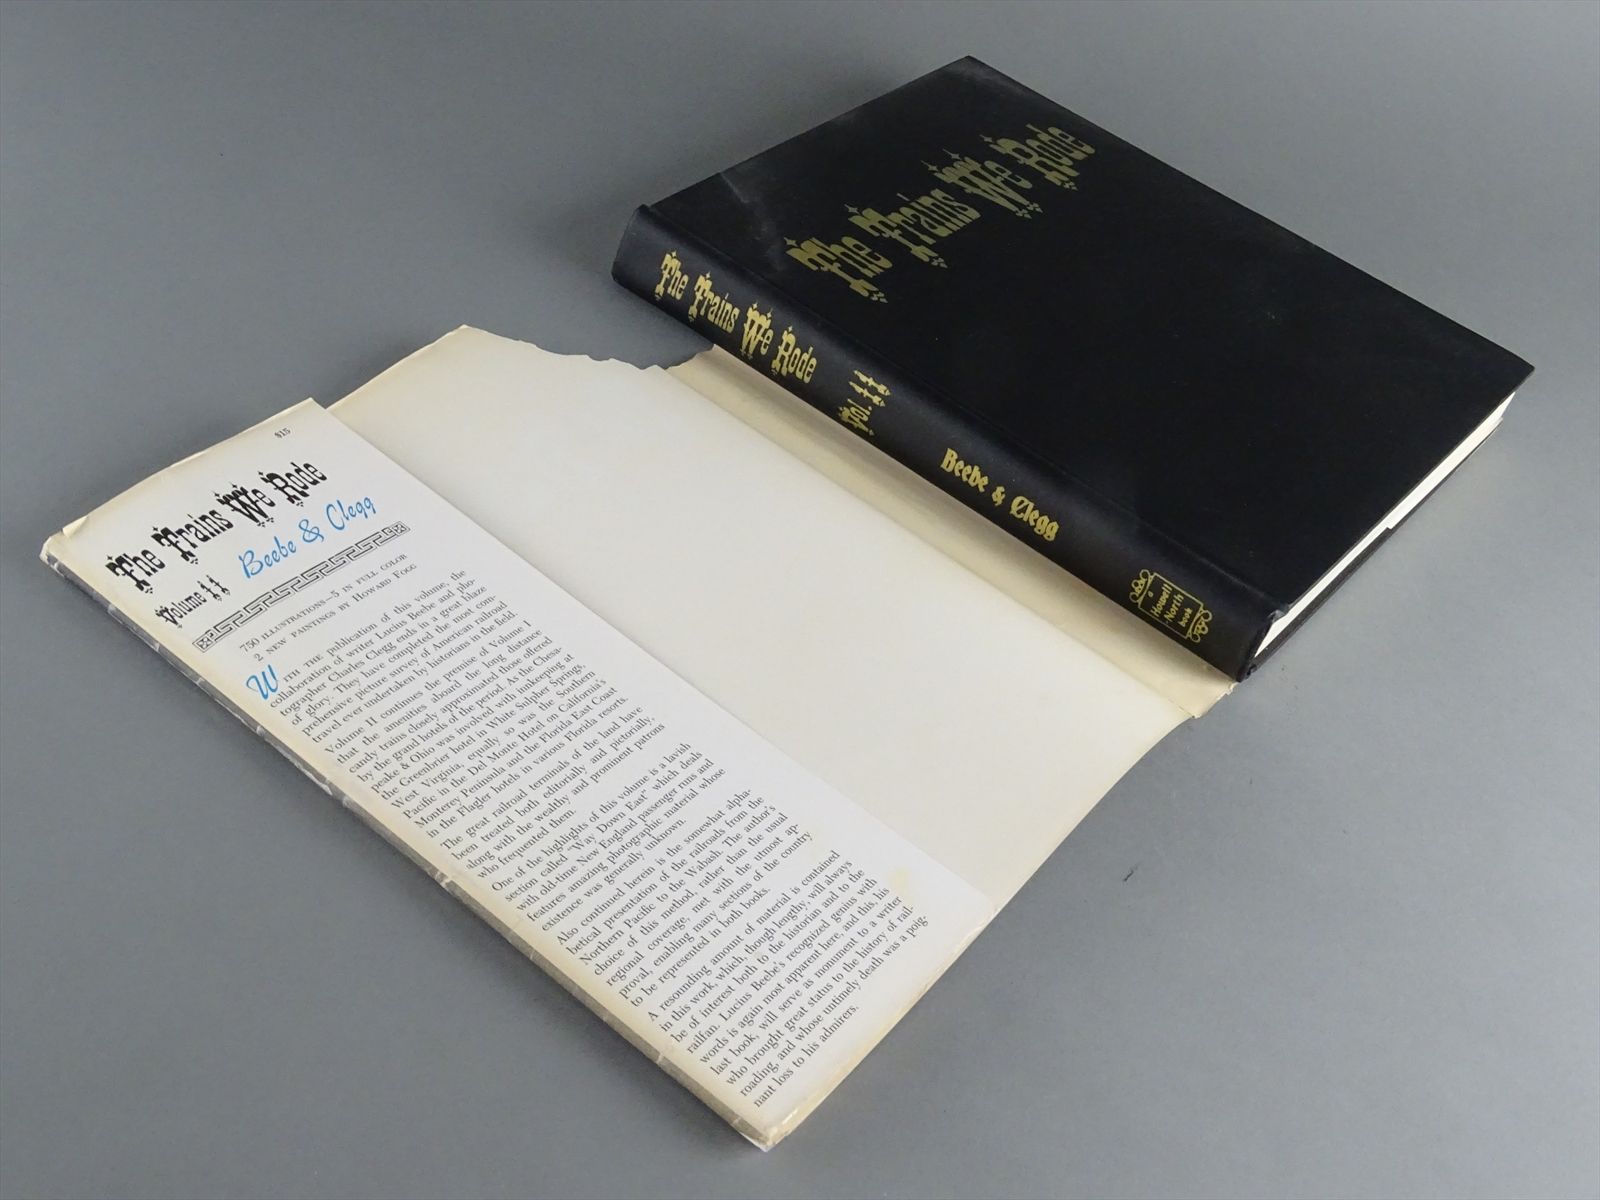 $15
The Trains We Rode
Volume II
Beebe & Clegg
750 ILLUSTRATIONS—5 IN FULL COLOR
2 NEW PAINTINGS BY HOWARD FOGG
WITH THE publication of this volume, the
collaboration of writer Lucius Beebe and pho-
tographer Charles Clegg ends in a great blaze
of glory. They have completed the most com-
prehensive picture survey of American railroad
travel ever undertaken by historians in the field.
Volume II continues the premise of Volume I
that the amenities aboard the long distance
candy trains closely approximated those offered
by the grand hotels of the period. As the Chesa-
peake & Ohio was involved with innkeeping at
the Greenbrier hotel in White Sulpher Springs,
West Virginia, equally so was the Southern
Pacific in the Del Monte Hotel on California's
Monterey Peninsula and the Florida East Coast
in the Flagler hotels in various Florida resorts.
The great railroad terminals of the land have
been treated both editorially and pictorially,
along with the wealthy and prominent patrons
who frequented them.
One of the highlights of this volume is a lavish
section called "Way Down East" which deals
with old-time New England passenger runs and
features amazing photographic material whose
existence was generally unknown.
Also continued herein is the somewhat alpha-
betical presentation of the railroads from the
Northern Pacific to the Wabash. The author's
choice of this method, rather than the usual
regional coverage, met with the utmost ap-
proval, enabling many sections of the country
to be represented in both books.
A resounding amount of material is contained
in this work, which, though lengthy, will always
be of interest both to the historian and to the
railfan. Lucius Beebe's recognized genius with
words is again most apparent here, and this, his
last book, will serve as monument to a writer
who brought great status to the history of rail-
roading, and whose untimely death was a poig-
nant loss to his admirers.
The Trains We Rode
The Trains We Rode
Vol. II
Beebe & Clegg
a
Howell
-North
book